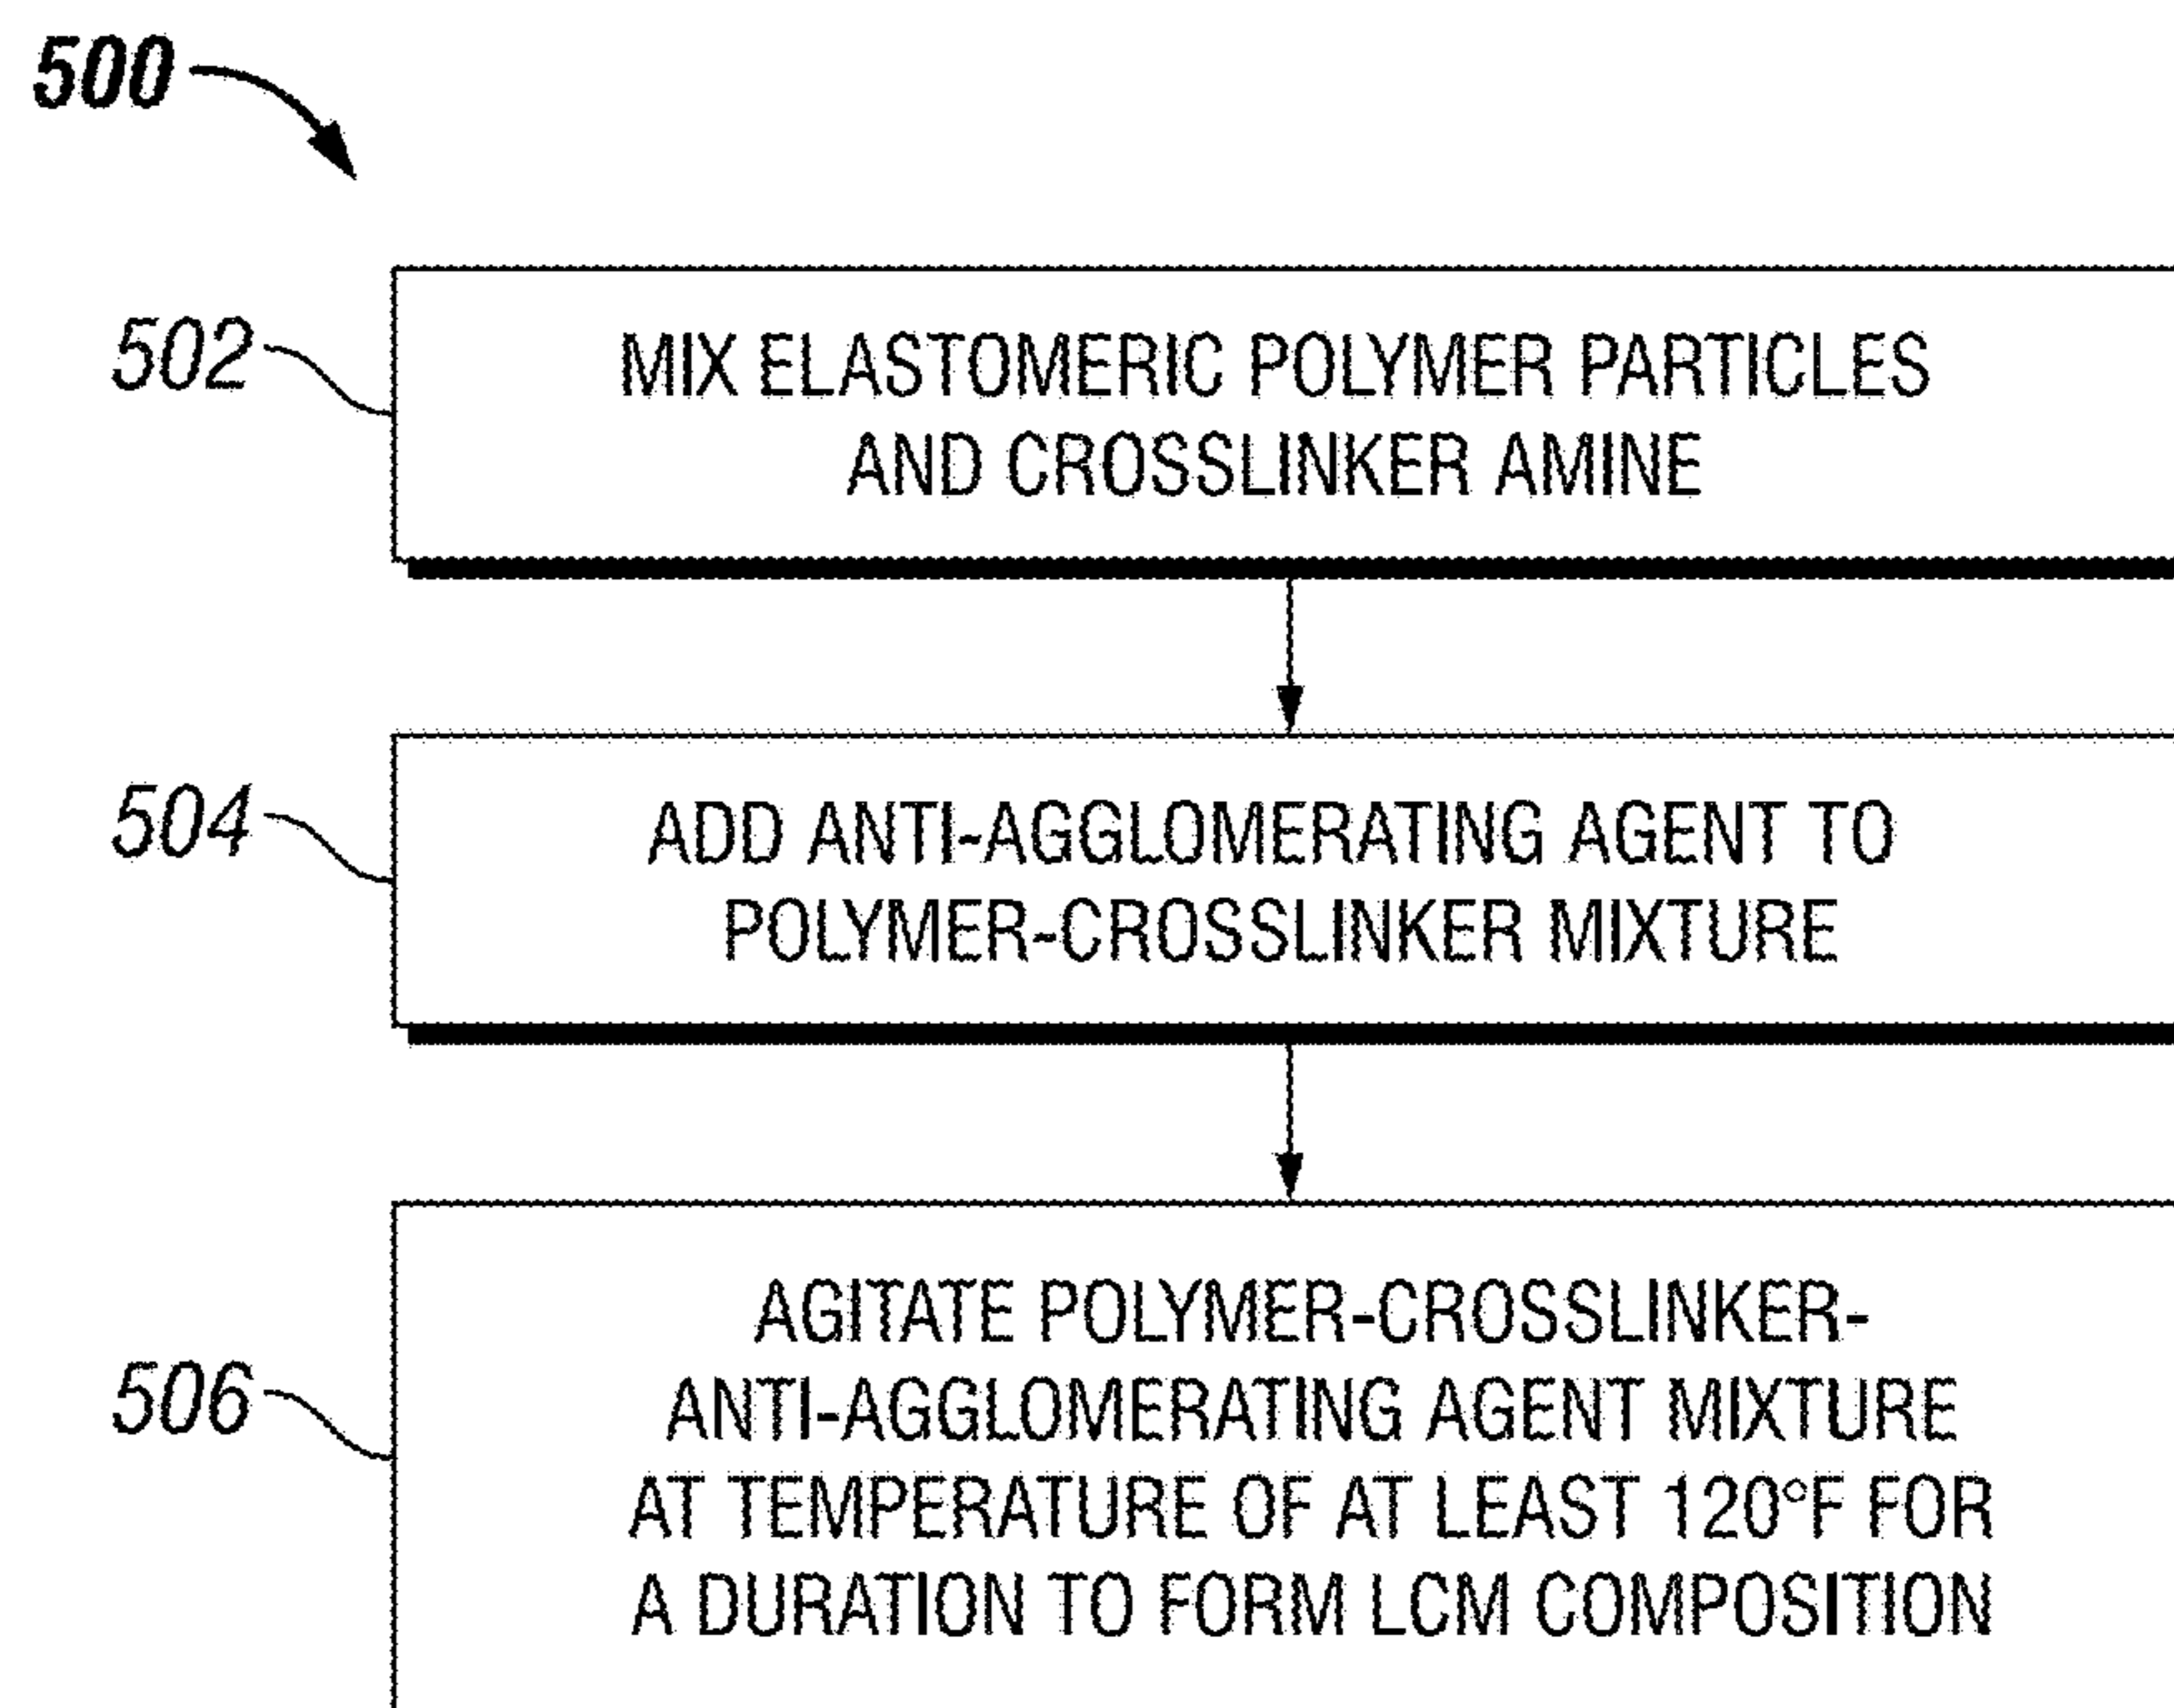 500
502
MIX ELASTOMERIC POLYMER PARTICLES
AND CROSSLINKER AMINE
504
ADD ANTI-AGGLOMERATING AGENT TO
POLYMER-CROSSLINKER MIXTURE
506
AGITATE POLYMER-CROSSLINKER-
ANTI-AGGLOMERATING AGENT MIXTURE
AT TEMPERATURE OF AT LEAST 120°F FOR
A DURATION TO FORM LCM COMPOSITION